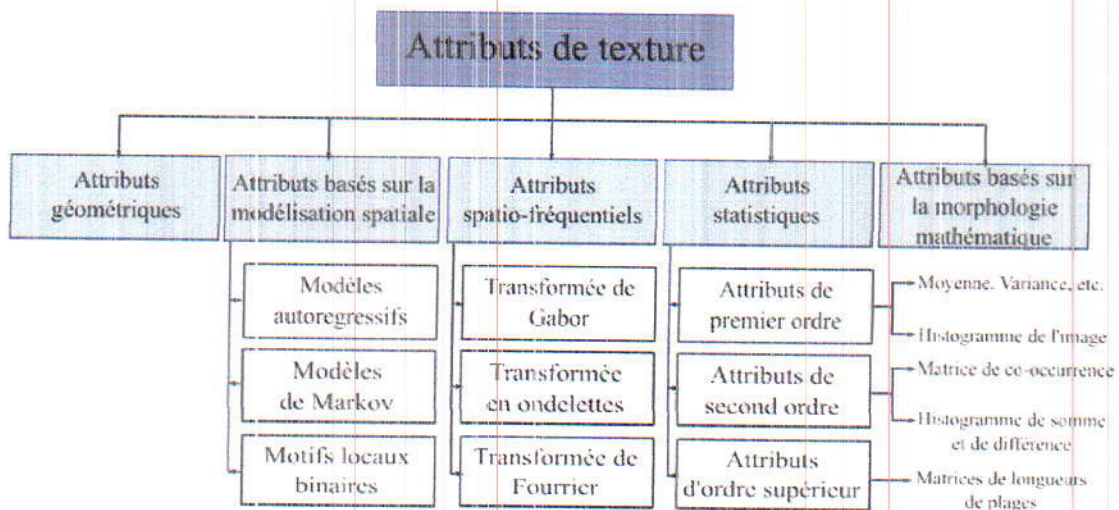 Attributs de texture
Attributs
géométriques
Attributs basés sur la
modélisation spatiale
Attributs
spatio-fréquentiels
Attributs
statistiques
Attributs basés sur
la morphologie
mathématique
Modèles
autoregressifs
Modèles
de Markov
Motifs locaux
binaires
Transformée de
Gabor
Transformée
en ondelettes
Transformée de
Fourrier
Attributs de
premier ordre
Attributs de
second ordre
Attributs
d'ordre supérieur
Moyenne, Variance, etc.
Histogramme de l'image
Matrice de co-occurrence
Histogramme de somme
et de différence
Matrices de longueurs
de plages